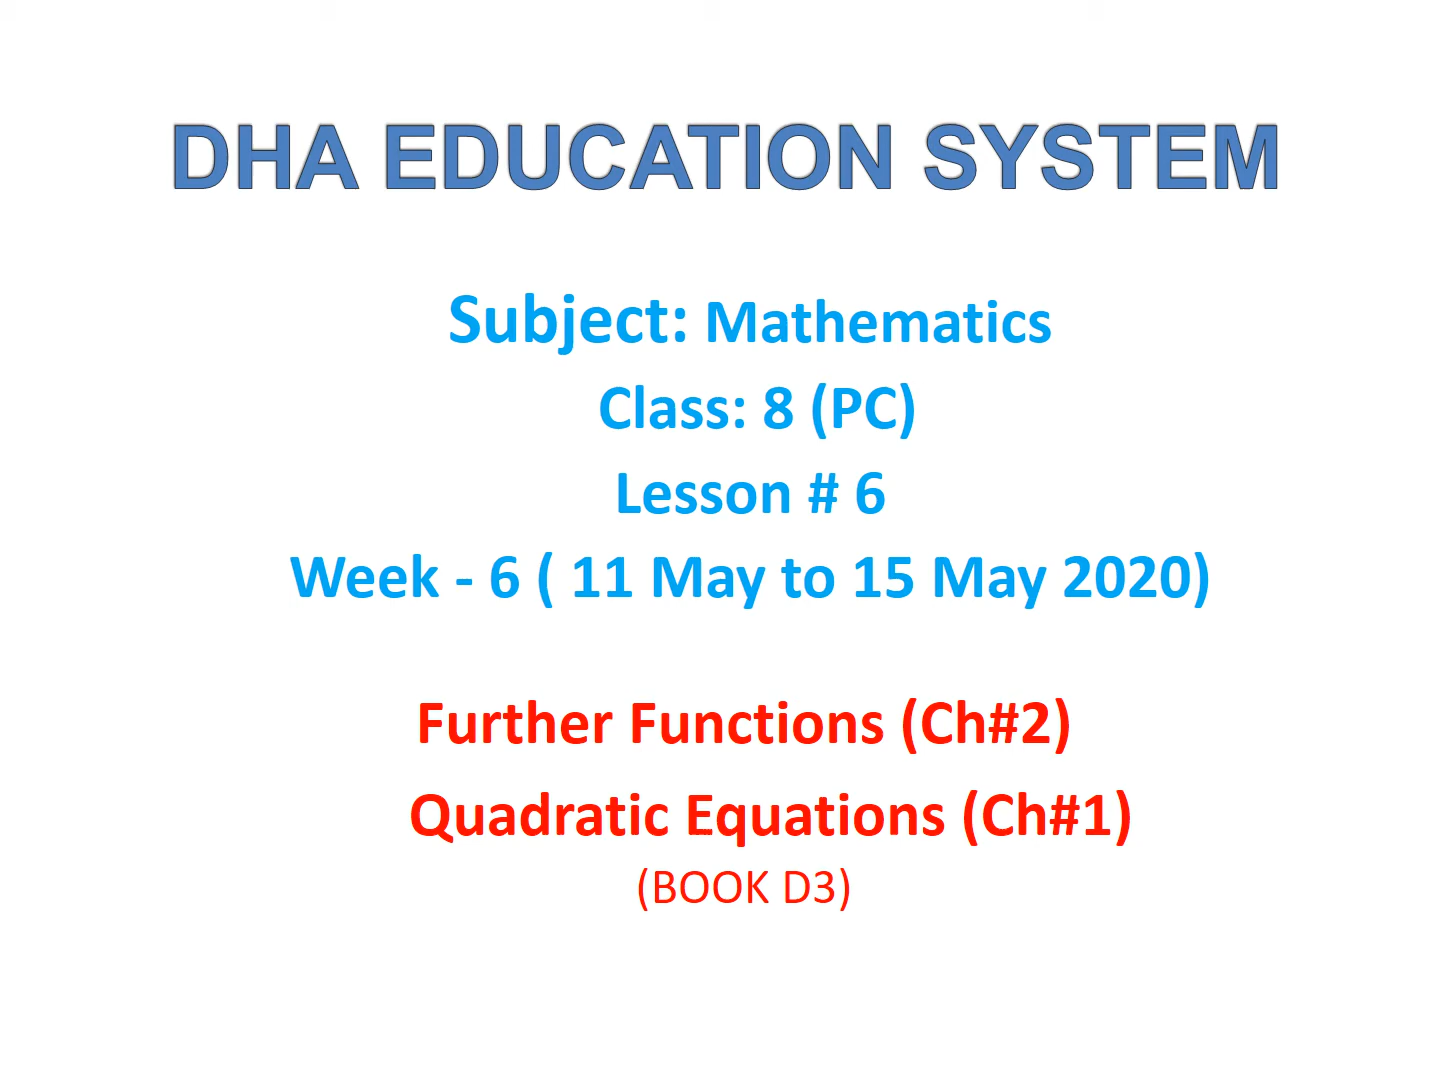 DHA EDUCATION SYSTEM
Subject: Mathematics
Class: 8 (PC)
Lesson # 6
Week - 6 ( 11 May to 15 May 2020)
Further Functions (Ch#2)
Quadratic Equations (Ch#1)
(BOOK D3)